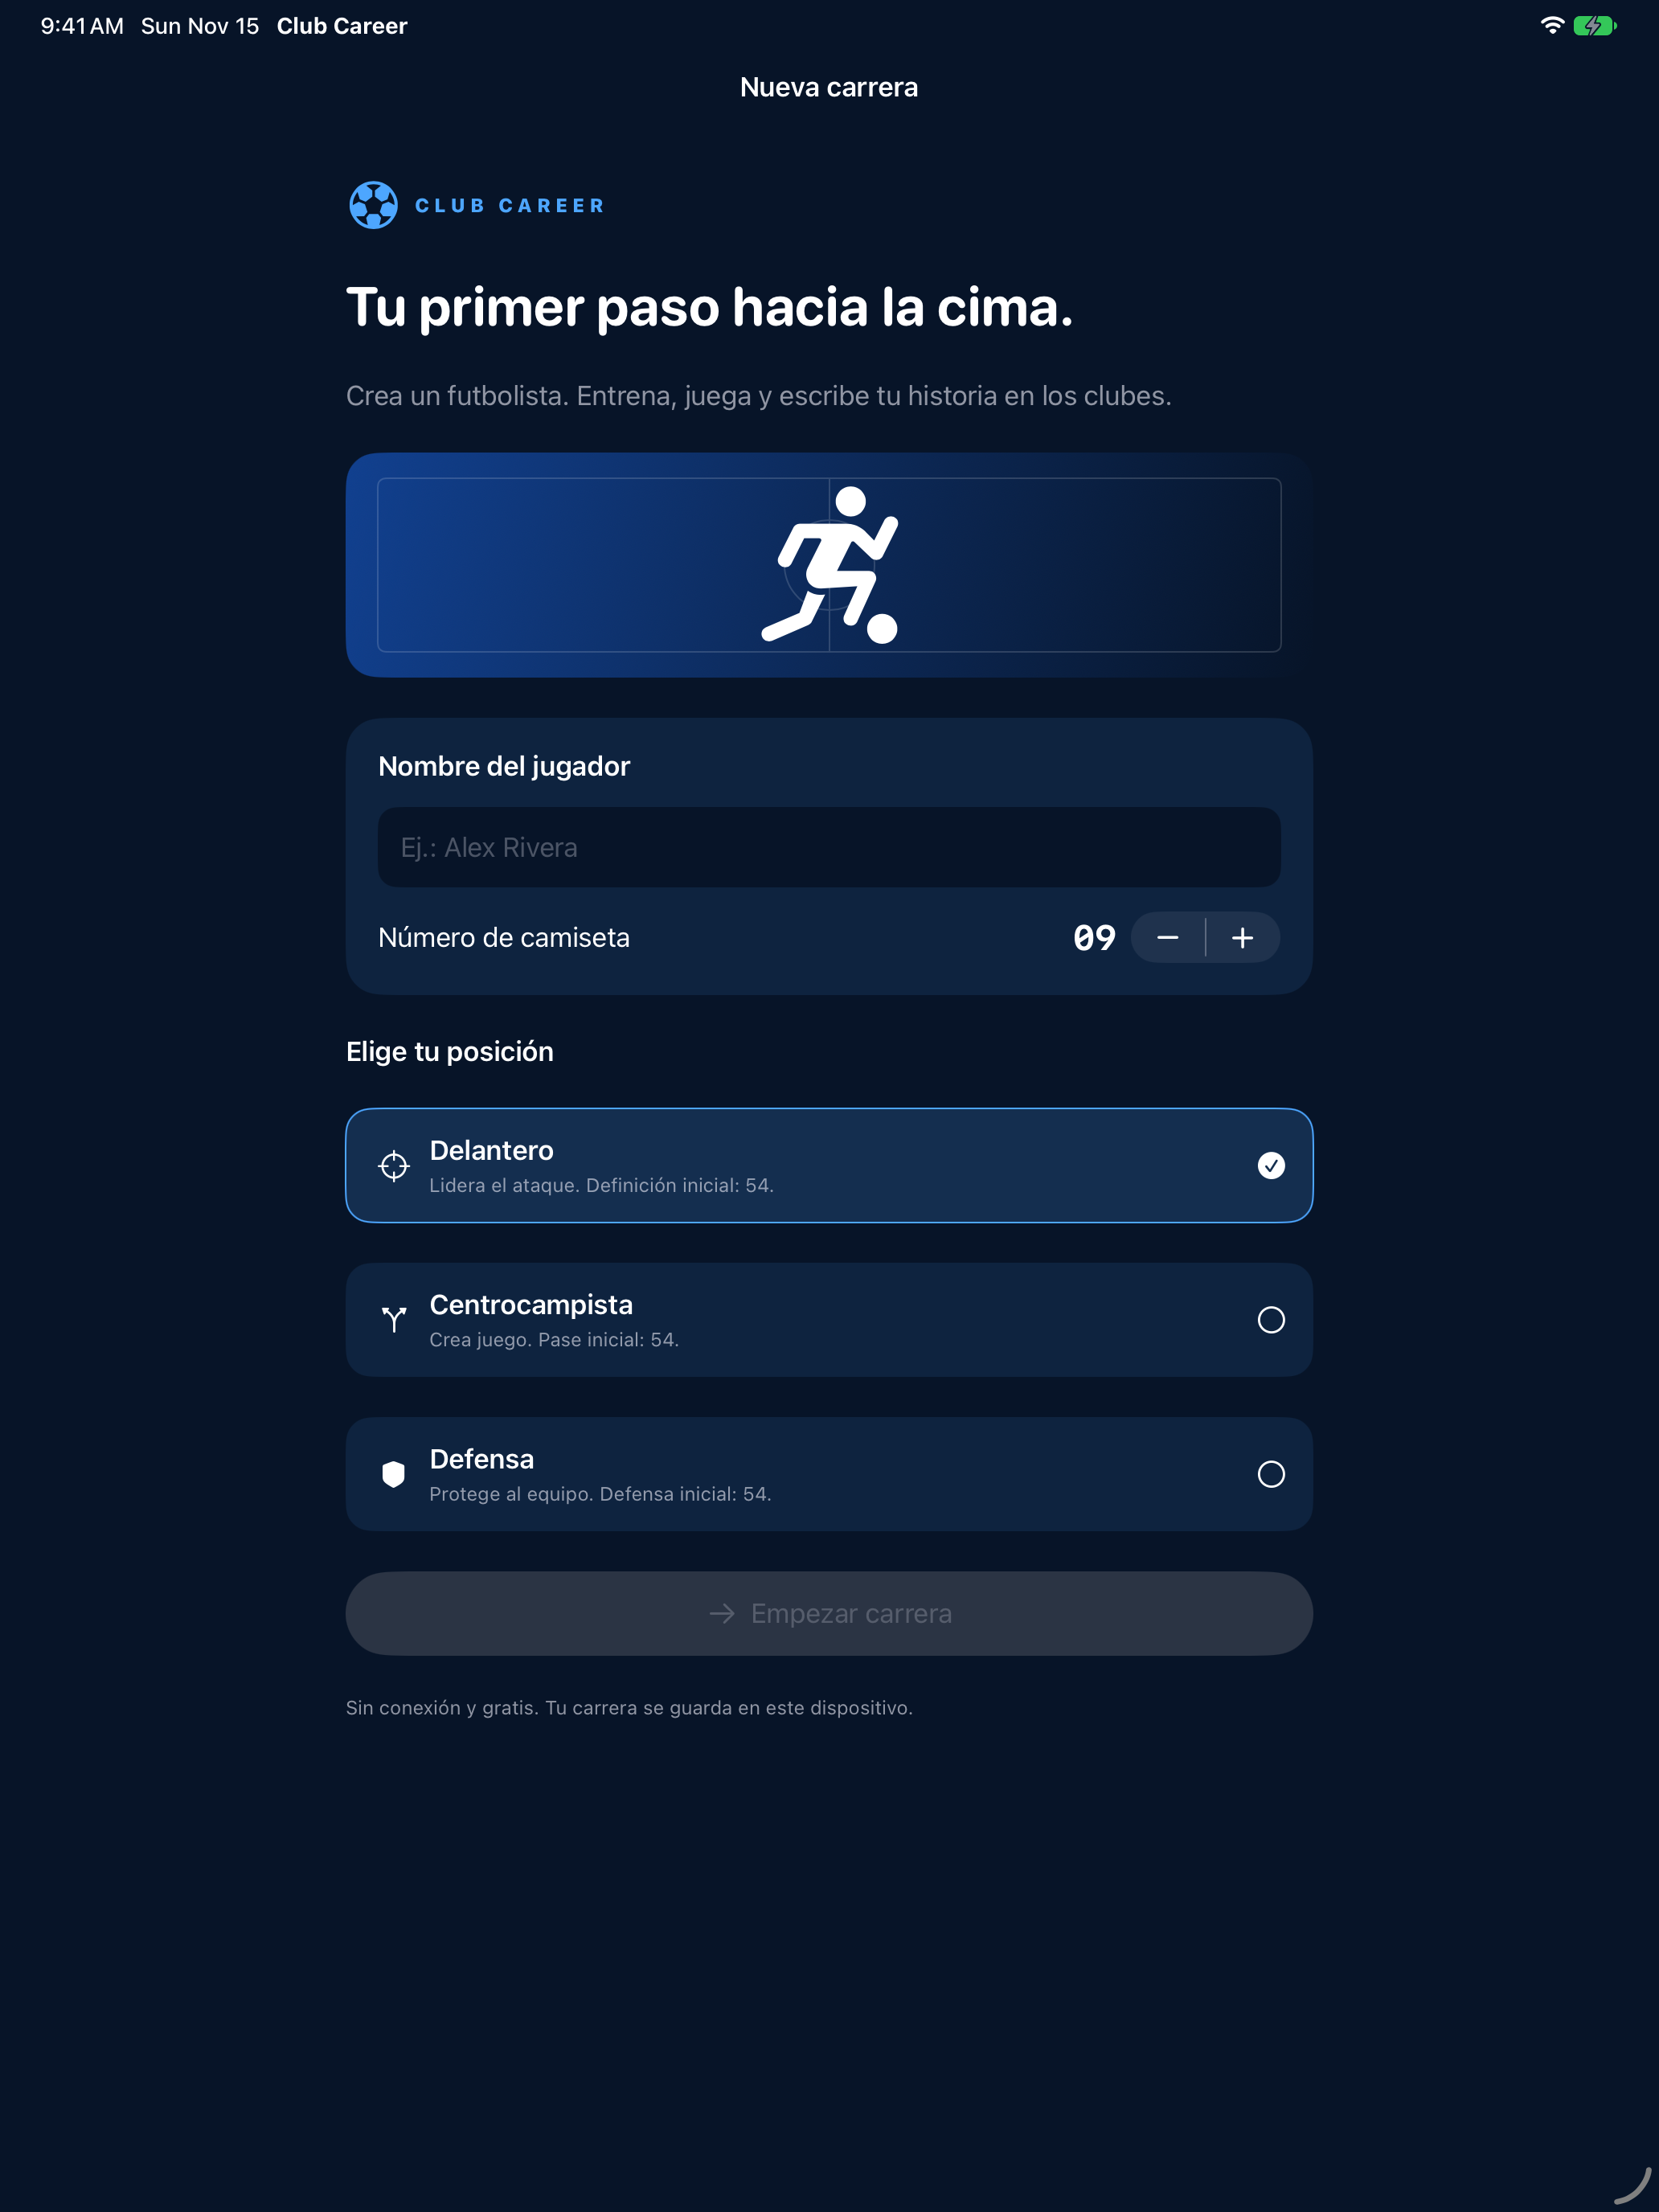 9:41 AM Sun Nov 15 Club Career
Nueva carrera
CLUB CAREER
Tu primer paso hacia la cima.
Crea un futbolista. Entrena, juega y escribe tu historia en los clubes.
Nombre del jugador
Ej.: Alex Rivera
Número de camiseta 09 − +
Elige tu posición
Delantero
Lidera el ataque. Definición inicial: 54.
Centrocampista
Crea juego. Pase inicial: 54.
Defensa
Protege al equipo. Defensa inicial: 54.
Empezar carrera
Sin conexión y gratis. Tu carrera se guarda en este dispositivo.